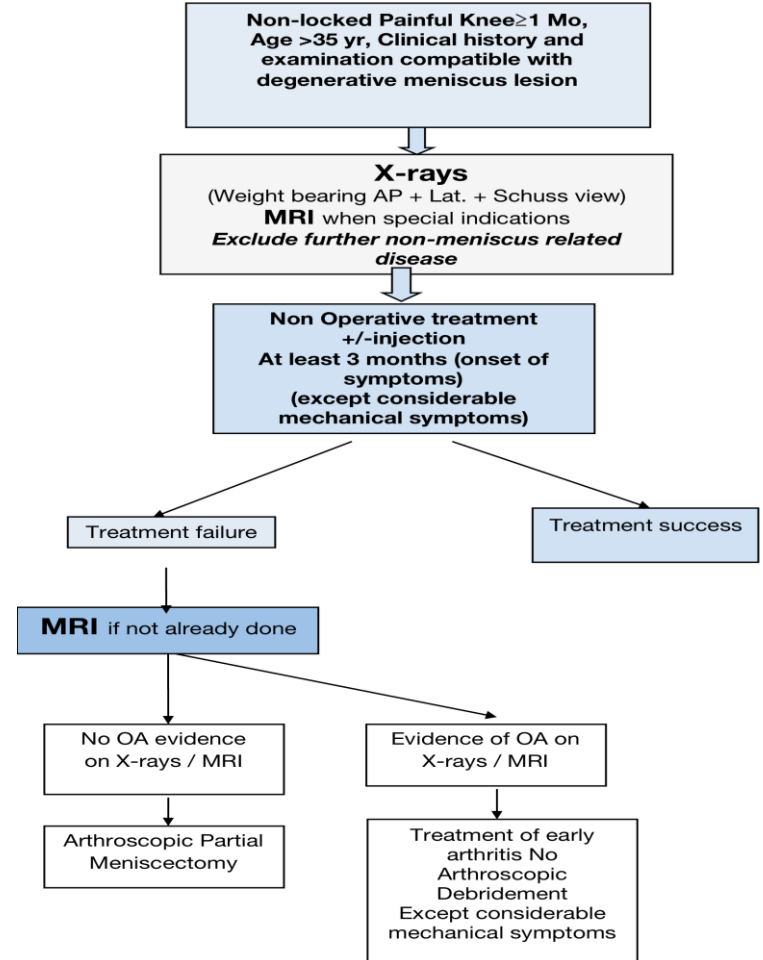 Non-locked Painful Knee≥1 Mo,
Age >35 yr, Clinical history and
examination compatible with
degenerative meniscus lesion
X-rays
(Weight bearing AP + Lat. + Schuss view)
MRI when special indications
Exclude further non-meniscus related
disease
Non Operative treatment
+/-injection
At least 3 months (onset of
symptoms)
(except considerable
mechanical symptoms)
Treatment failure
Treatment success
MRI if not already done
No OA evidence
on X-rays / MRI
Evidence of OA on
X-rays / MRI
Arthroscopic Partial
Meniscectomy
Treatment of early
arthritis No
Arthroscopic
Debridement
Except considerable
mechanical symptoms